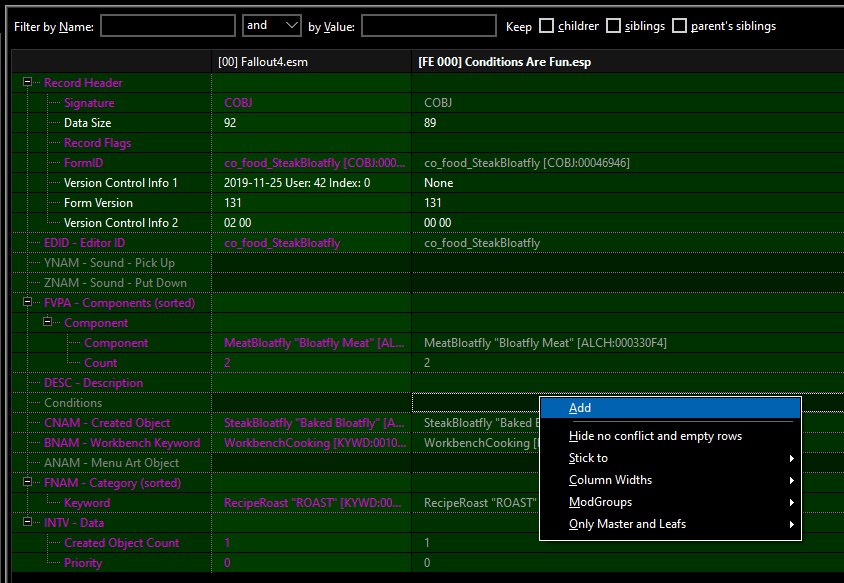 Filter by Name: and by Value: Keep children siblings parent's siblings
[00] Fallout4.esm [FE 000] Conditions Are Fun.esp
Record Header
Signature COBJ COBJ
Data Size 92 89
Record Flags
FormID co_food_SteakBloatfly [COBJ:000... co_food_SteakBloatfly [COBJ:00046946]
Version Control Info 1 2019-11-25 User: 42 Index: 0 None
Form Version 131 131
Version Control Info 2 02 00 00 00
EDID - Editor ID co_food_SteakBloatfly co_food_SteakBloatfly
YNAM - Sound - Pick Up
ZNAM - Sound - Put Down
FVPA - Components (sorted)
Component
Component MeatBloatfly "Bloatfly Meat" [AL... MeatBloatfly "Bloatfly Meat" [ALCH:000330F4]
Count 2 2
DESC - Description
Conditions
Add
CNAM - Created Object SteakBloatfly "Baked Bloatfly" [A... SteakBloatfly "Baked
BNAM - Workbench Keyword WorkbenchCooking [KYWD:0010... WorkbenchCooking
Hide no conflict and empty rows
ANAM - Menu Art Object
Stick to
FNAM - Category (sorted)
Column Widths
Keyword RecipeRoast "ROAST" [KYWD:00... RecipeRoast "ROAST"
ModGroups
INTV - Data
Only Master and Leafs
Created Object Count 1 1
Priority 0 0